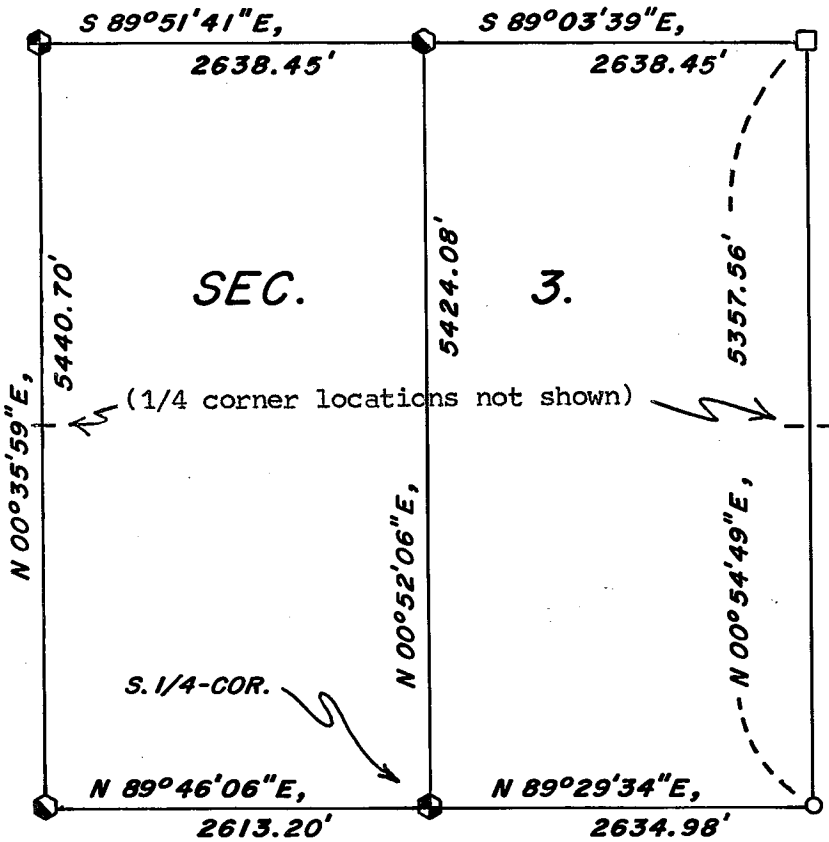 S 89°51'41"E,
2638.45'
S 89°03'39"E,
2638.45'
SEC. 3.
N 00°35'59"E,
5440.70'
5424.08'
5357.56'
(1/4 corner locations not shown)
N 00°52'06"E,
N 00°54'49"E,
S. 1/4-COR.
N 89°46'06"E,
2613.20'
N 89°29'34"E,
2634.98'